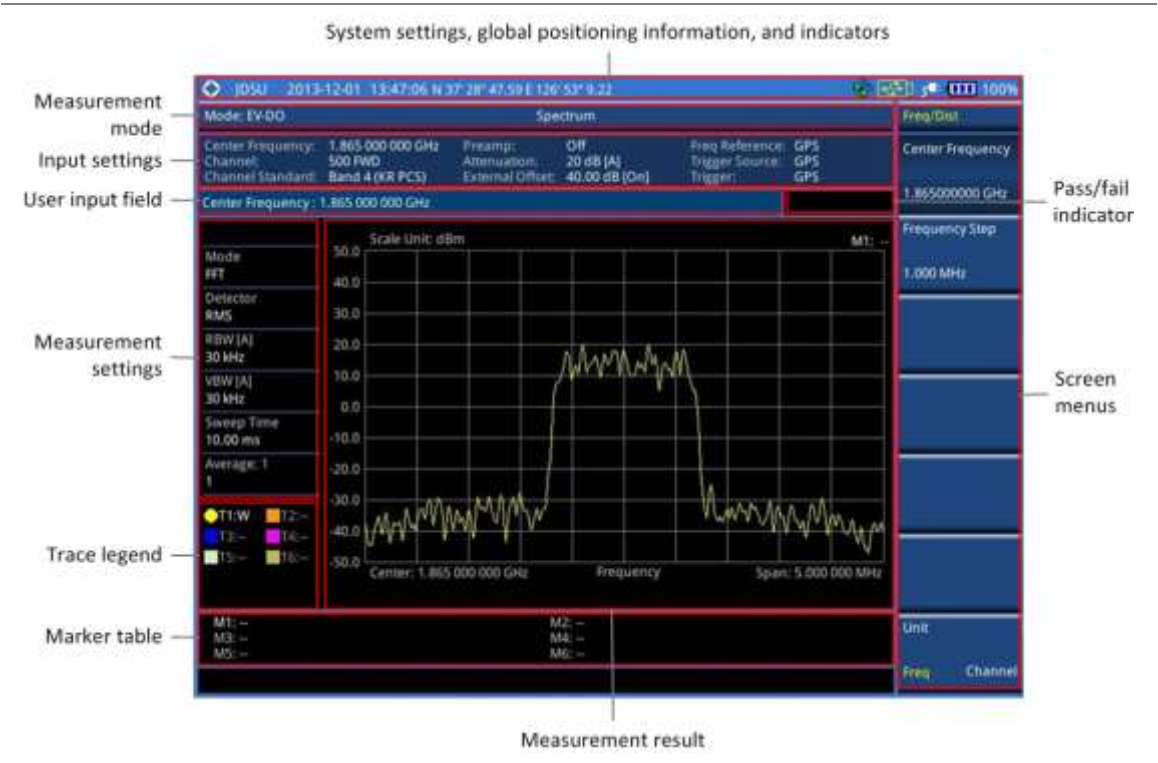 System settings, global positioning information, and indicators
JDSU 2013-12-01 13:47:06 N 37° 28" 47.59 E 126° 53" 9.22 100%
Measurement mode
Mode: EV-DO Spectrum
Freq/Dist
Input settings
Center Frequency: 1.865 000 000 GHz Preamp: Off Freq Reference: GPS
Channel: 500 FWD Attenuation: 20 dB [A] Trigger Source: GPS
Channel Standard: Band 4 (KR PCS) External Offset: 40.00 dB [On] Trigger: GPS
Center Frequency
1.865000000 GHz
User input field
Center Frequency : 1.865 000 000 GHz
Pass/fail indicator
Frequency Step
1.000 MHz
Measurement settings
Mode
FFT
Detector
RMS
RBW [A]
30 kHz
VBW [A]
30 kHz
Sweep Time
10.00 ms
Average: 1
1
Scale Unit: dBm M1: --
50.0
40.0
30.0
20.0
10.0
0.0
-10.0
-20.0
-30.0
-40.0
-50.0
Center: 1.865 000 000 GHz Frequency Span: 5.000 000 MHz
Screen menus
Trace legend
T1:W T2:--
T3:-- T4:--
T5:-- T6:--
Marker table
M1: -- M2: --
M3: -- M4: --
M5: -- M6: --
Unit
Freq Channel
Measurement result